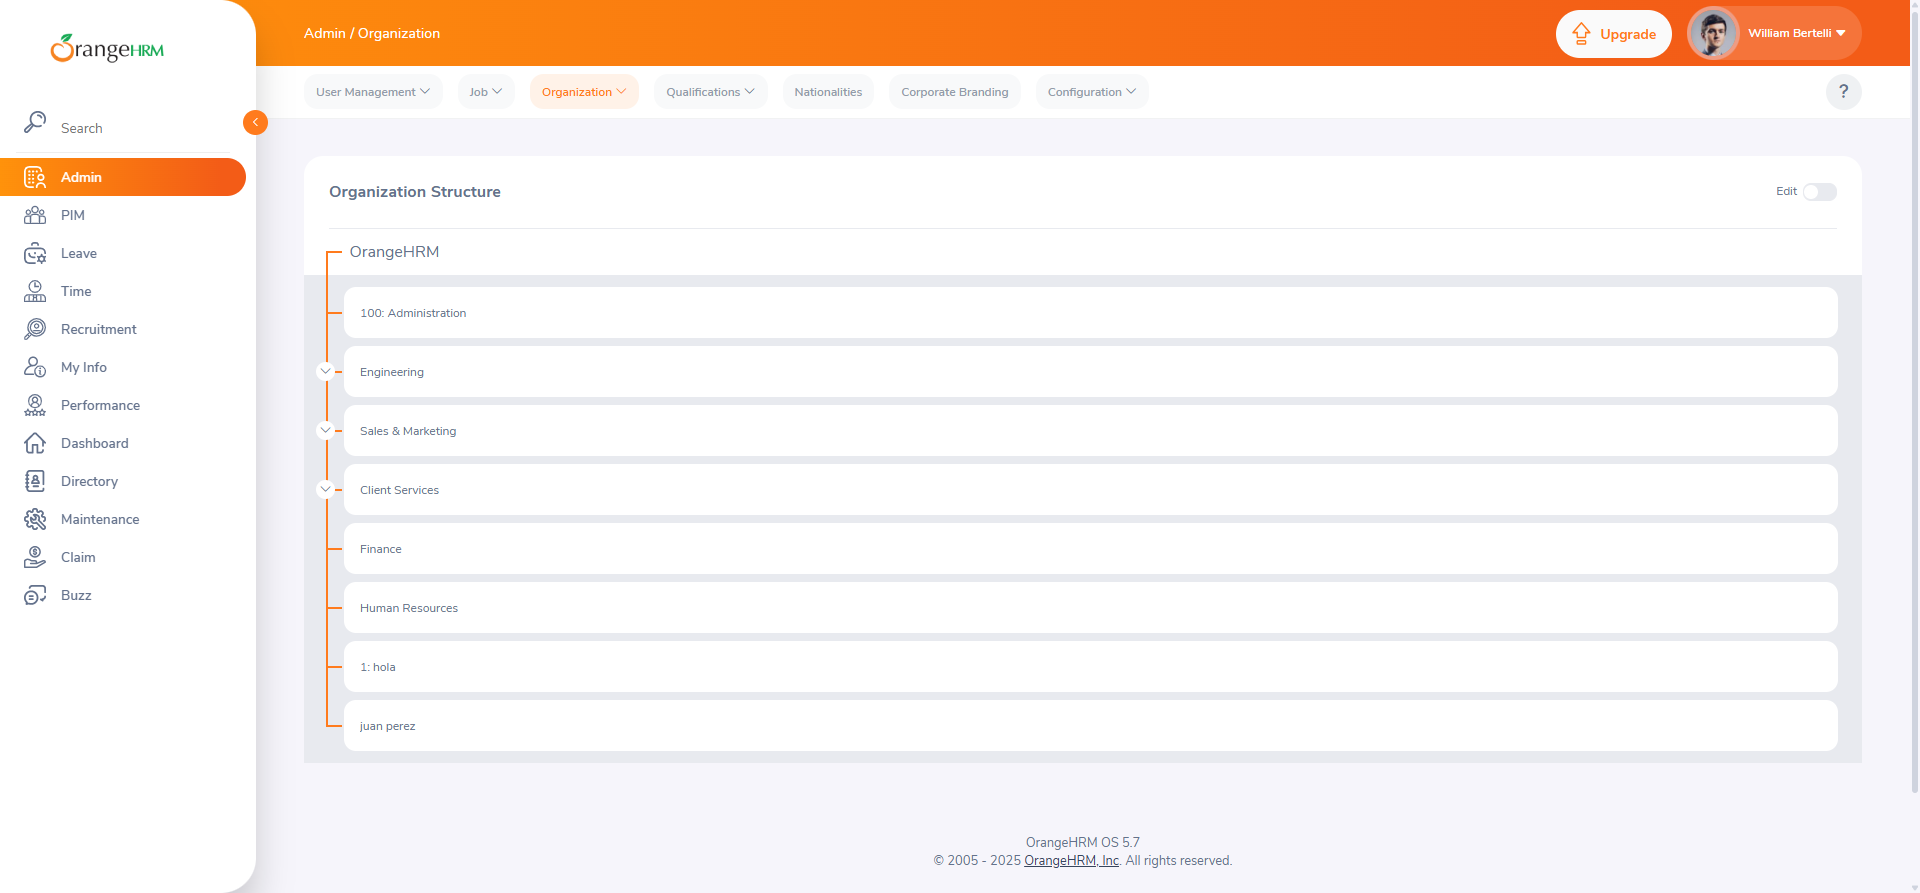 OrangeHRM
Admin / Organization
Upgrade
William Bertelli
User Management
Job
Organization
Qualifications
Nationalities
Corporate Branding
Configuration
?
Search
Admin
PIM
Leave
Time
Recruitment
My Info
Performance
Dashboard
Directory
Maintenance
Claim
Buzz
Organization Structure
Edit
OrangeHRM
100: Administration
Engineering
Sales & Marketing
Client Services
Finance
Human Resources
1: hola
juan perez
OrangeHRM OS 5.7
© 2005 - 2025 OrangeHRM, Inc. All rights reserved.